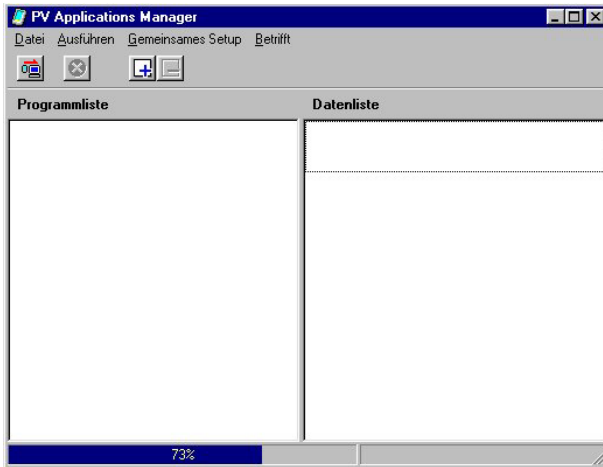 PV Applications Manager
Datei Ausführen Gemeinsames Setup Betrifft
Programmliste Datenliste
73%